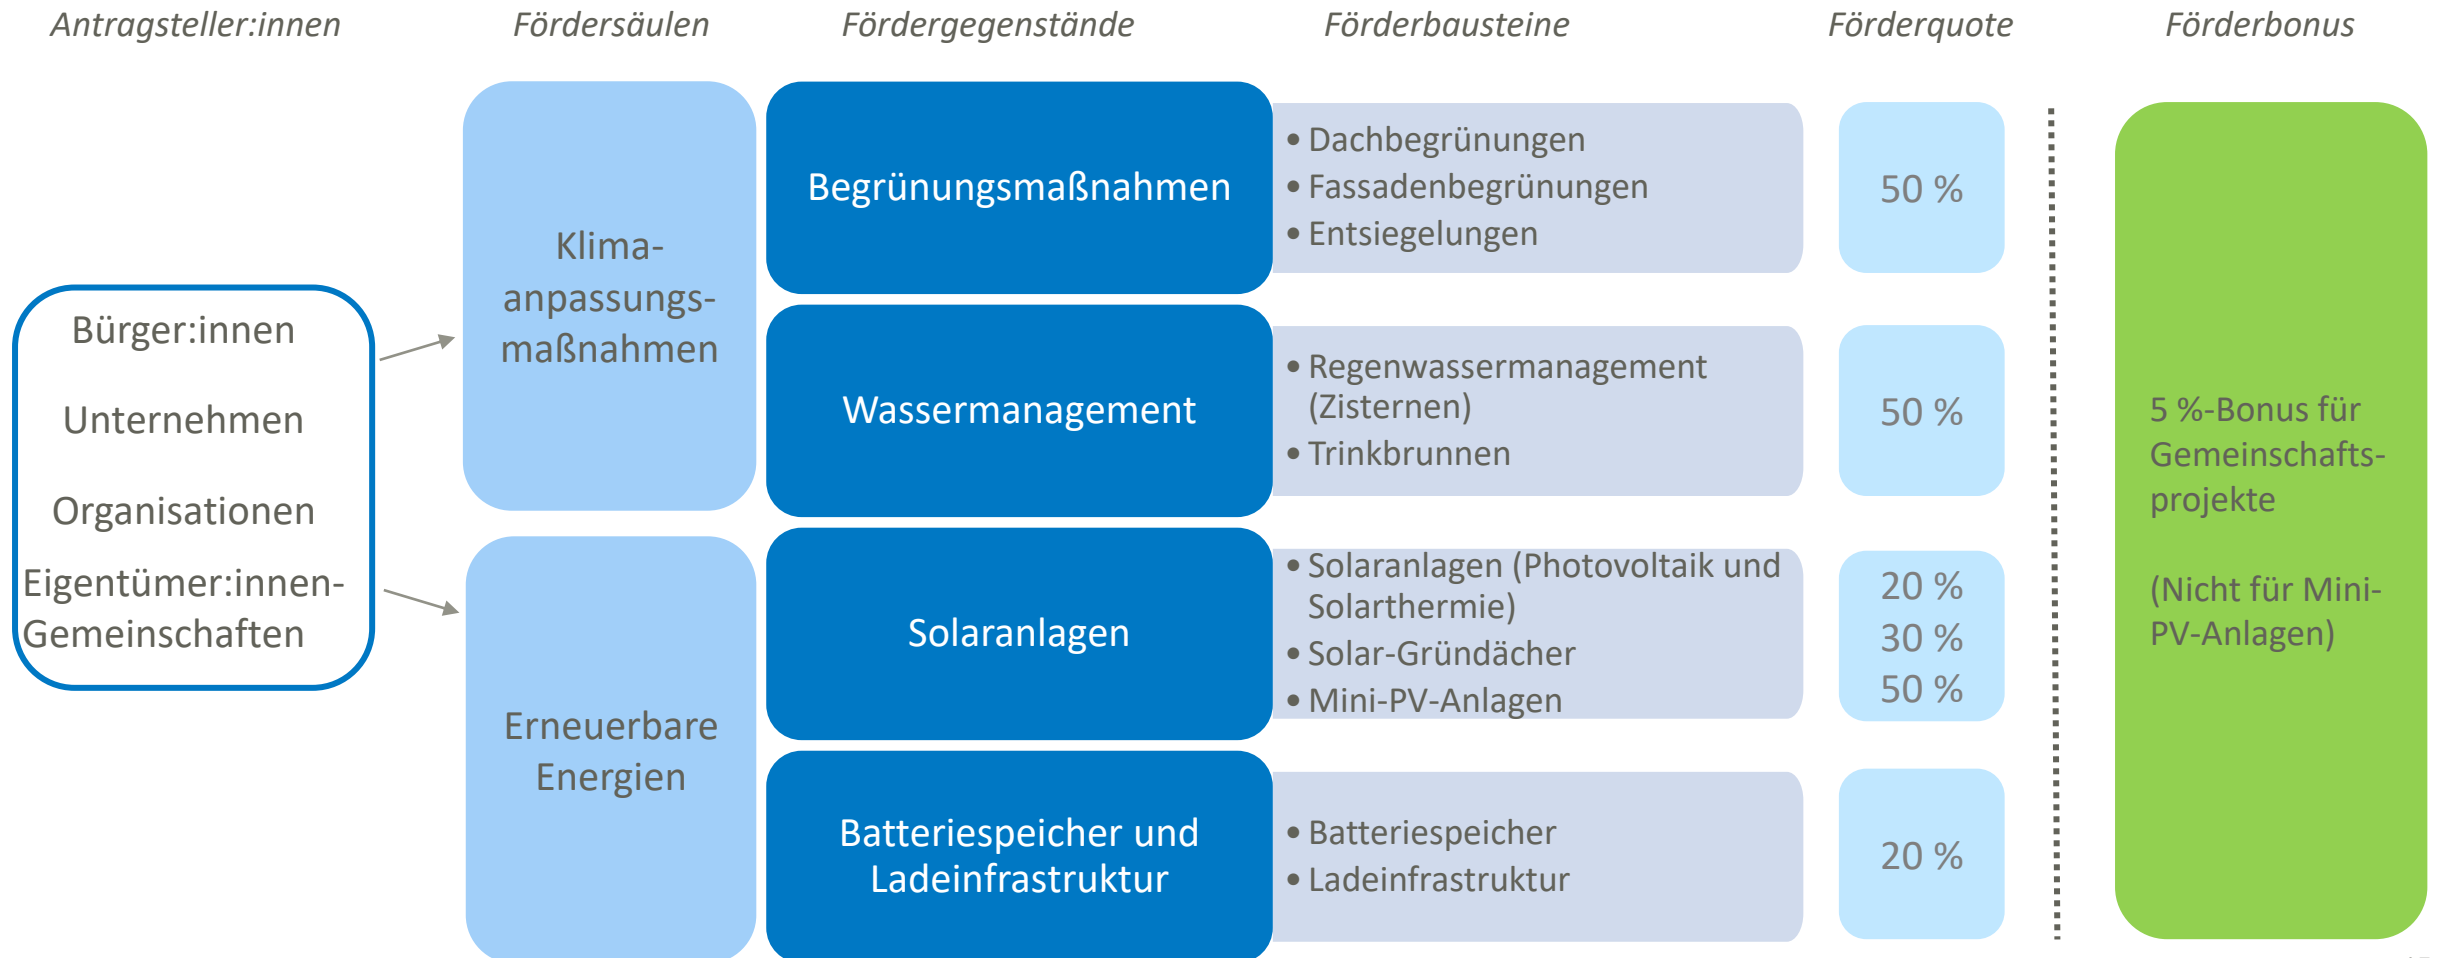 Antragsteller:innen
Fördersäulen
Fördergegenstände
Förderbausteine
Förderquote
Förderbonus
Bürger:innen
Unternehmen
Organisationen
Eigentümer:innen-
Gemeinschaften
Klima-
anpassungs-
maßnahmen
Begrünungsmaßnahmen
• Dachbegrünungen
• Fassadenbegrünungen
• Entsiegelungen
50 %
Wassermanagement
• Regenwassermanagement
(Zisternen)
• Trinkbrunnen
50 %
Erneuerbare
Energien
Solaranlagen
• Solaranlagen (Photovoltaik und
Solarthermie)
• Solar-Gründächer
• Mini-PV-Anlagen
20 %
30 %
50 %
Batteriespeicher und
Ladeinfrastruktur
• Batteriespeicher
• Ladeinfrastruktur
20 %
5 %-Bonus für
Gemeinschafts-
projekte
(Nicht für Mini-
PV-Anlagen)